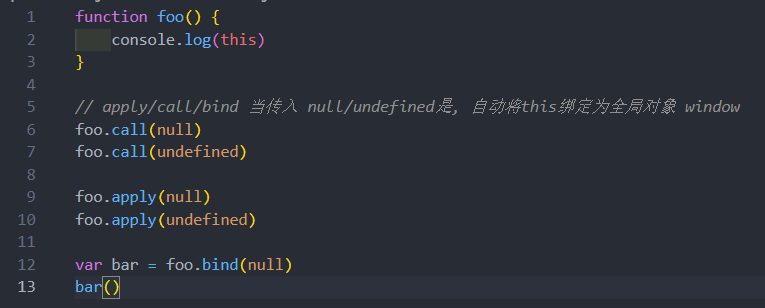 1 function foo() {
2     console.log(this)
3 }
4
5 // apply/call/bind 当传入 null/undefined是, 自动将this绑定为全局对象 window
6 foo.call(null)
7 foo.call(undefined)
8
9 foo.apply(null)
10 foo.apply(undefined)
11
12 var bar = foo.bind(null)
13 bar()